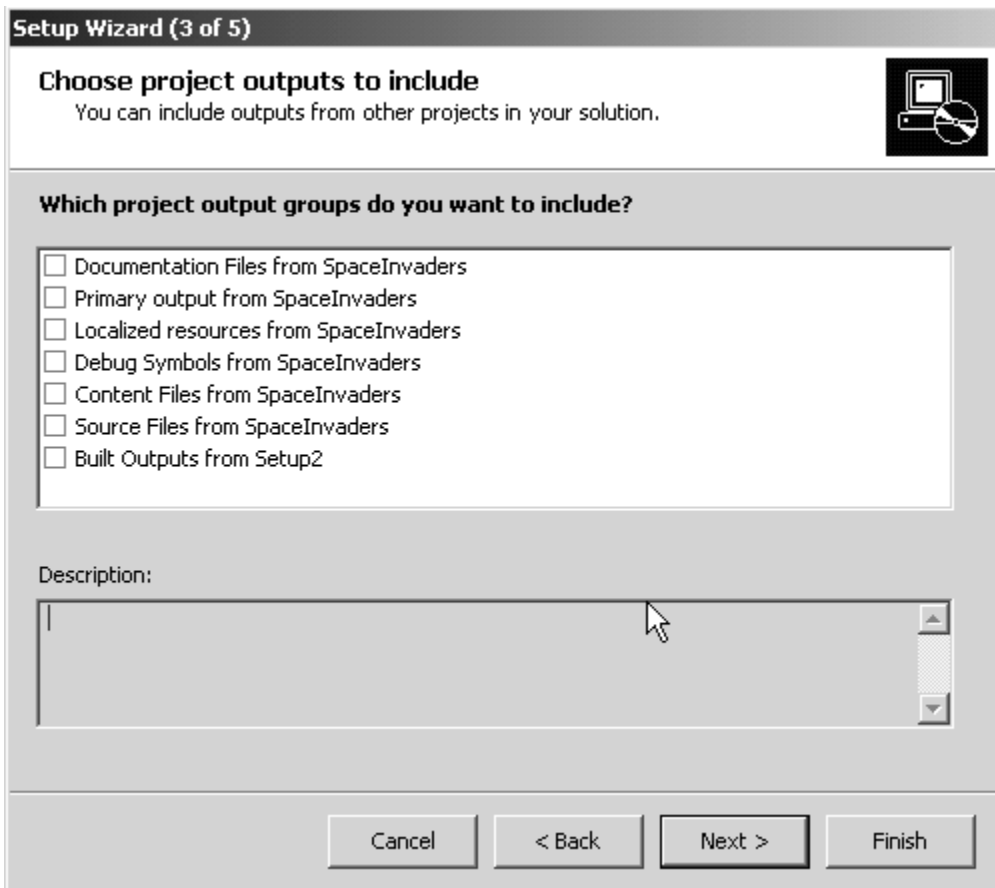 Setup Wizard (3 of 5)
Choose project outputs to include
You can include outputs from other projects in your solution.
Which project output groups do you want to include?
Documentation Files from SpaceInvaders
Primary output from SpaceInvaders
Localized resources from SpaceInvaders
Debug Symbols from SpaceInvaders
Content Files from SpaceInvaders
Source Files from SpaceInvaders
Built Outputs from Setup2
Description:
Cancel
< Back
Next >
Finish